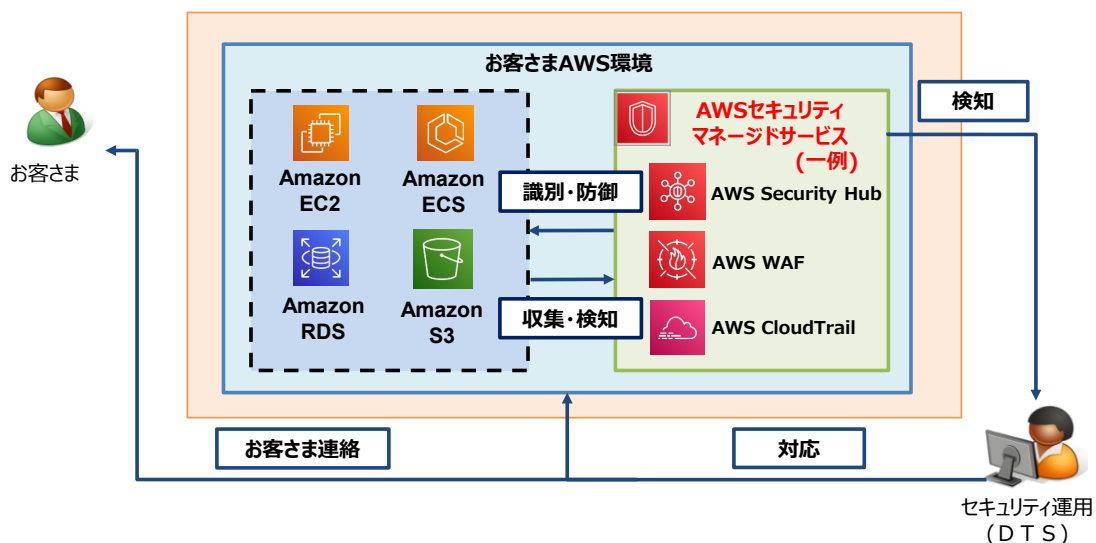 お客さまAWS環境
検知
AWSセキュリティ
マネージドサービス
(一例)
お客さま
Amazon
EC2
Amazon
ECS
識別・防御
AWS Security Hub
AWS WAF
Amazon
RDS
Amazon
S3
収集・検知
AWS CloudTrail
お客さま連絡
対応
セキュリティ運用
(ＤＴＳ)